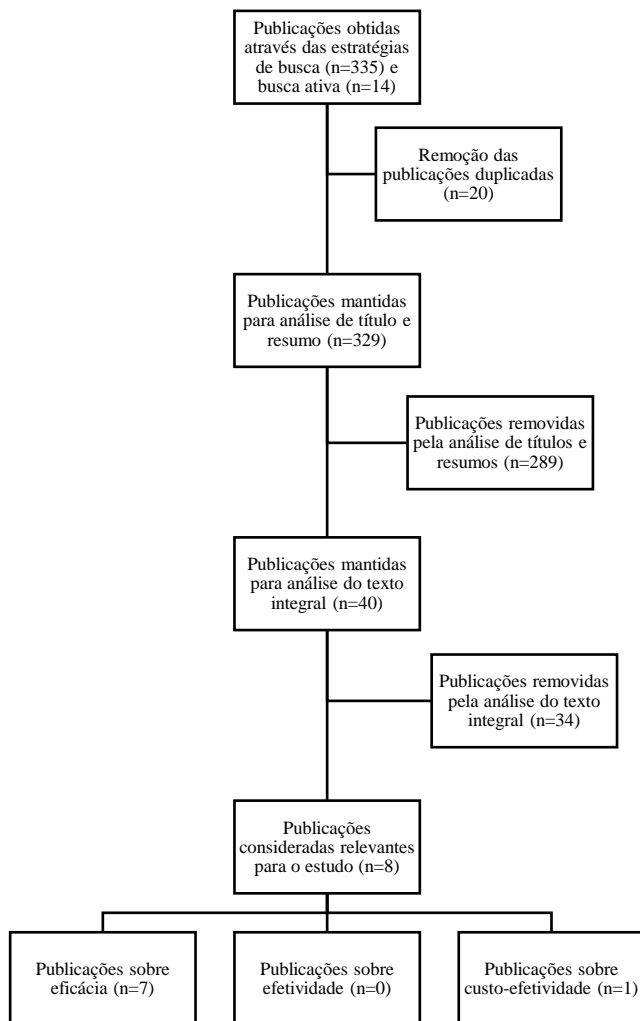 Publicações obtidas
através das estratégias
de busca (n=335) e
busca ativa (n=14)
Remoção das
publicações duplicadas
(n=20)
Publicações mantidas
para análise de título e
resumo (n=329)
Publicações removidas
pela análise de títulos e
resumos (n=289)
Publicações mantidas
para análise do texto
integral (n=40)
Publicações removidas
pela análise do texto
integral (n=34)
Publicações
consideradas relevantes
para o estudo (n=8)
Publicações sobre
eficácia (n=7)
Publicações sobre
efetividade (n=0)
Publicações sobre
custo-efetividade (n=1)